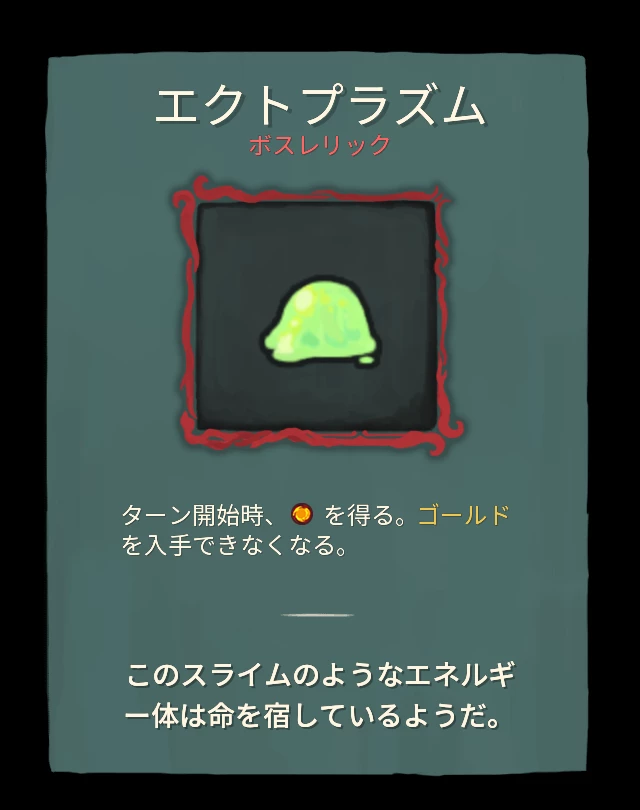 エクトプラズム
ボスレリック
ターン開始時、 を得る。ゴールド
を入手できなくなる。
このスライムのようなエネルギ
ー体は命を宿しているようだ。